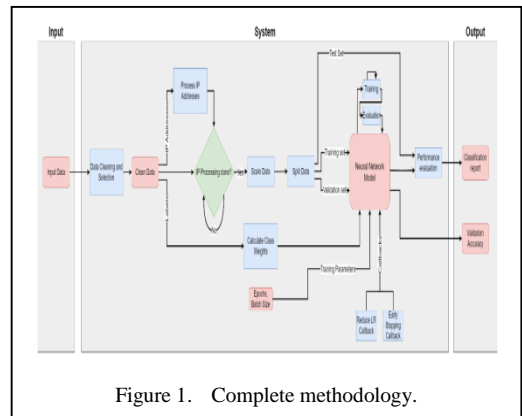 Input
System
Output
Process IP
Addresses
Test Set
IP Addresses
Training
Evaluation
Input Data
Data Cleaning and
Selection
Clean Data
IP Processing done?
Yes
Scale Data
Split Data
Training set
Validation set
Neural Network
Model
Performance
evaluation
Classification
report
No
Labels
Calculate Class
Weights
Validation
Accuracy
Training Parameters
Callbacks
Epochs,
Batch Size
Reduce LR
Callback
Early
Stopping
Callback
Figure 1. Complete methodology.